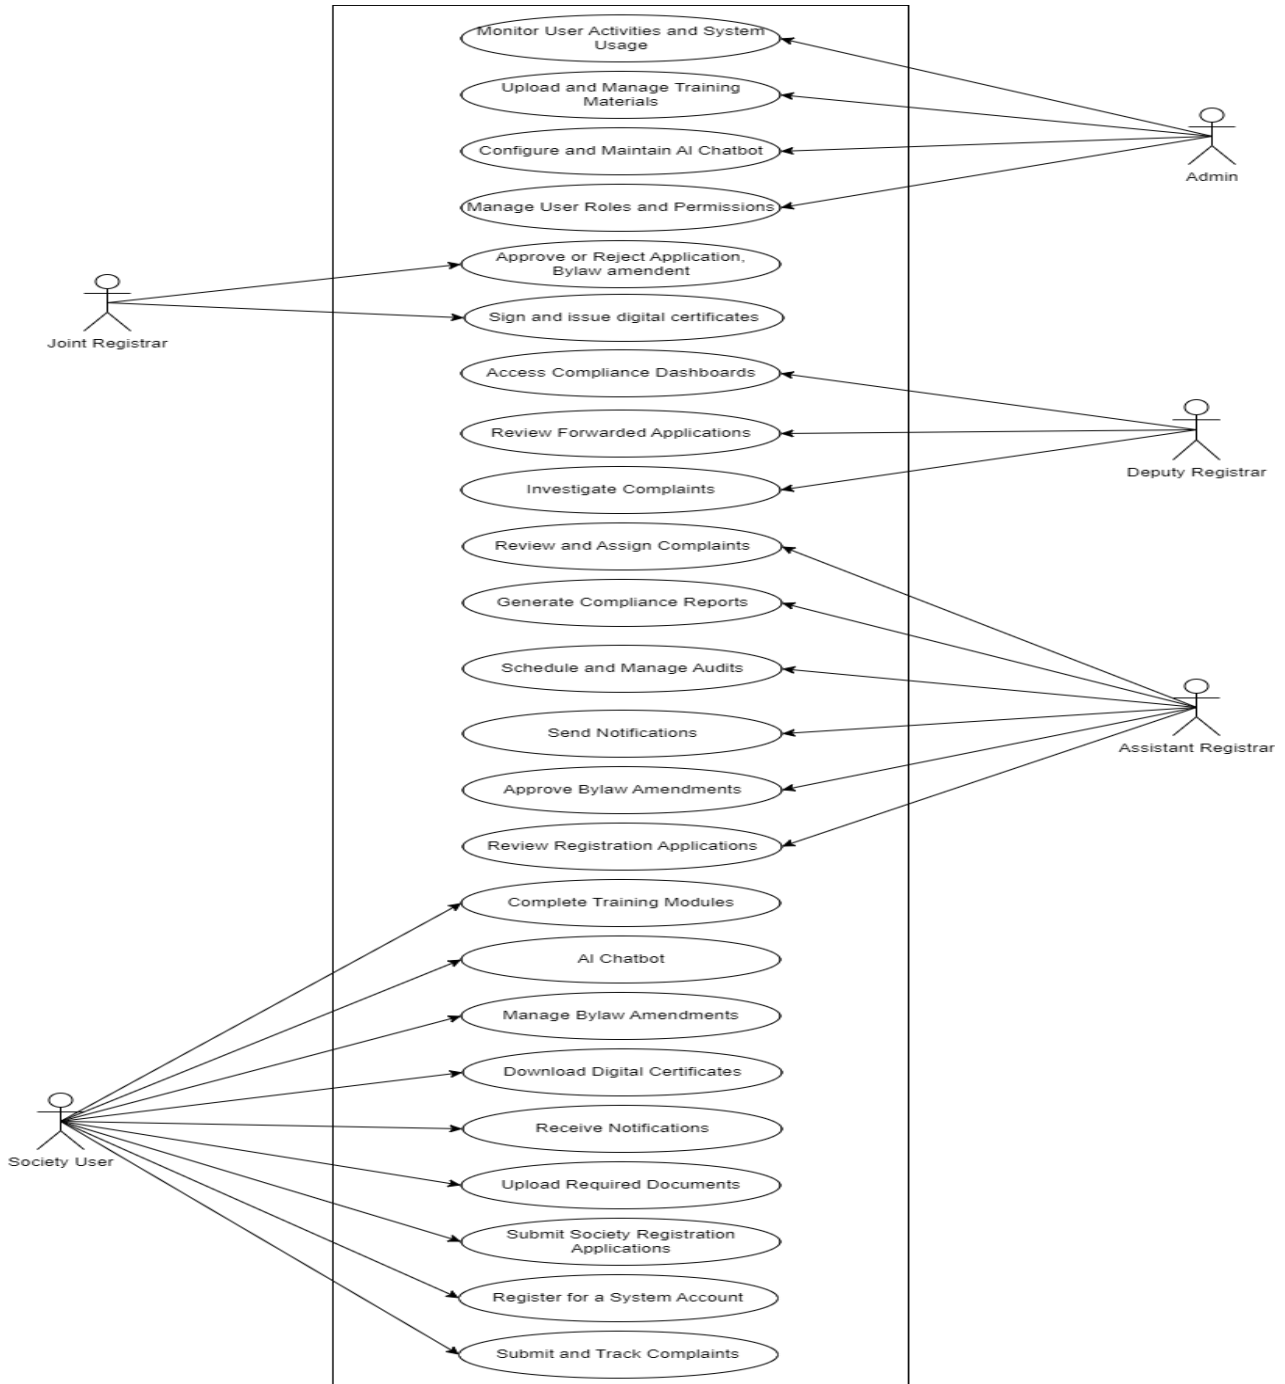 Monitor User Activities and System
Usage
Upload and Manage Training
Materials
Configure and Maintain AI Chatbot
Admin
Manage User Roles and Permissions
Approve or Reject Application,
Bylaw amendent
Sign and issue digital certificates
Joint Registrar
Access Compliance Dashboards
Review Forwarded Applications
Deputy Registrar
Investigate Complaints
Review and Assign Complaints
Generate Compliance Reports
Schedule and Manage Audits
Send Notifications
Assistant Registrar
Approve Bylaw Amendments
Review Registration Applications
Complete Training Modules
AI Chatbot
Manage Bylaw Amendments
Download Digital Certificates
Receive Notifications
Society User
Upload Required Documents
Submit Society Registration
Applications
Register for a System Account
Submit and Track Complaints